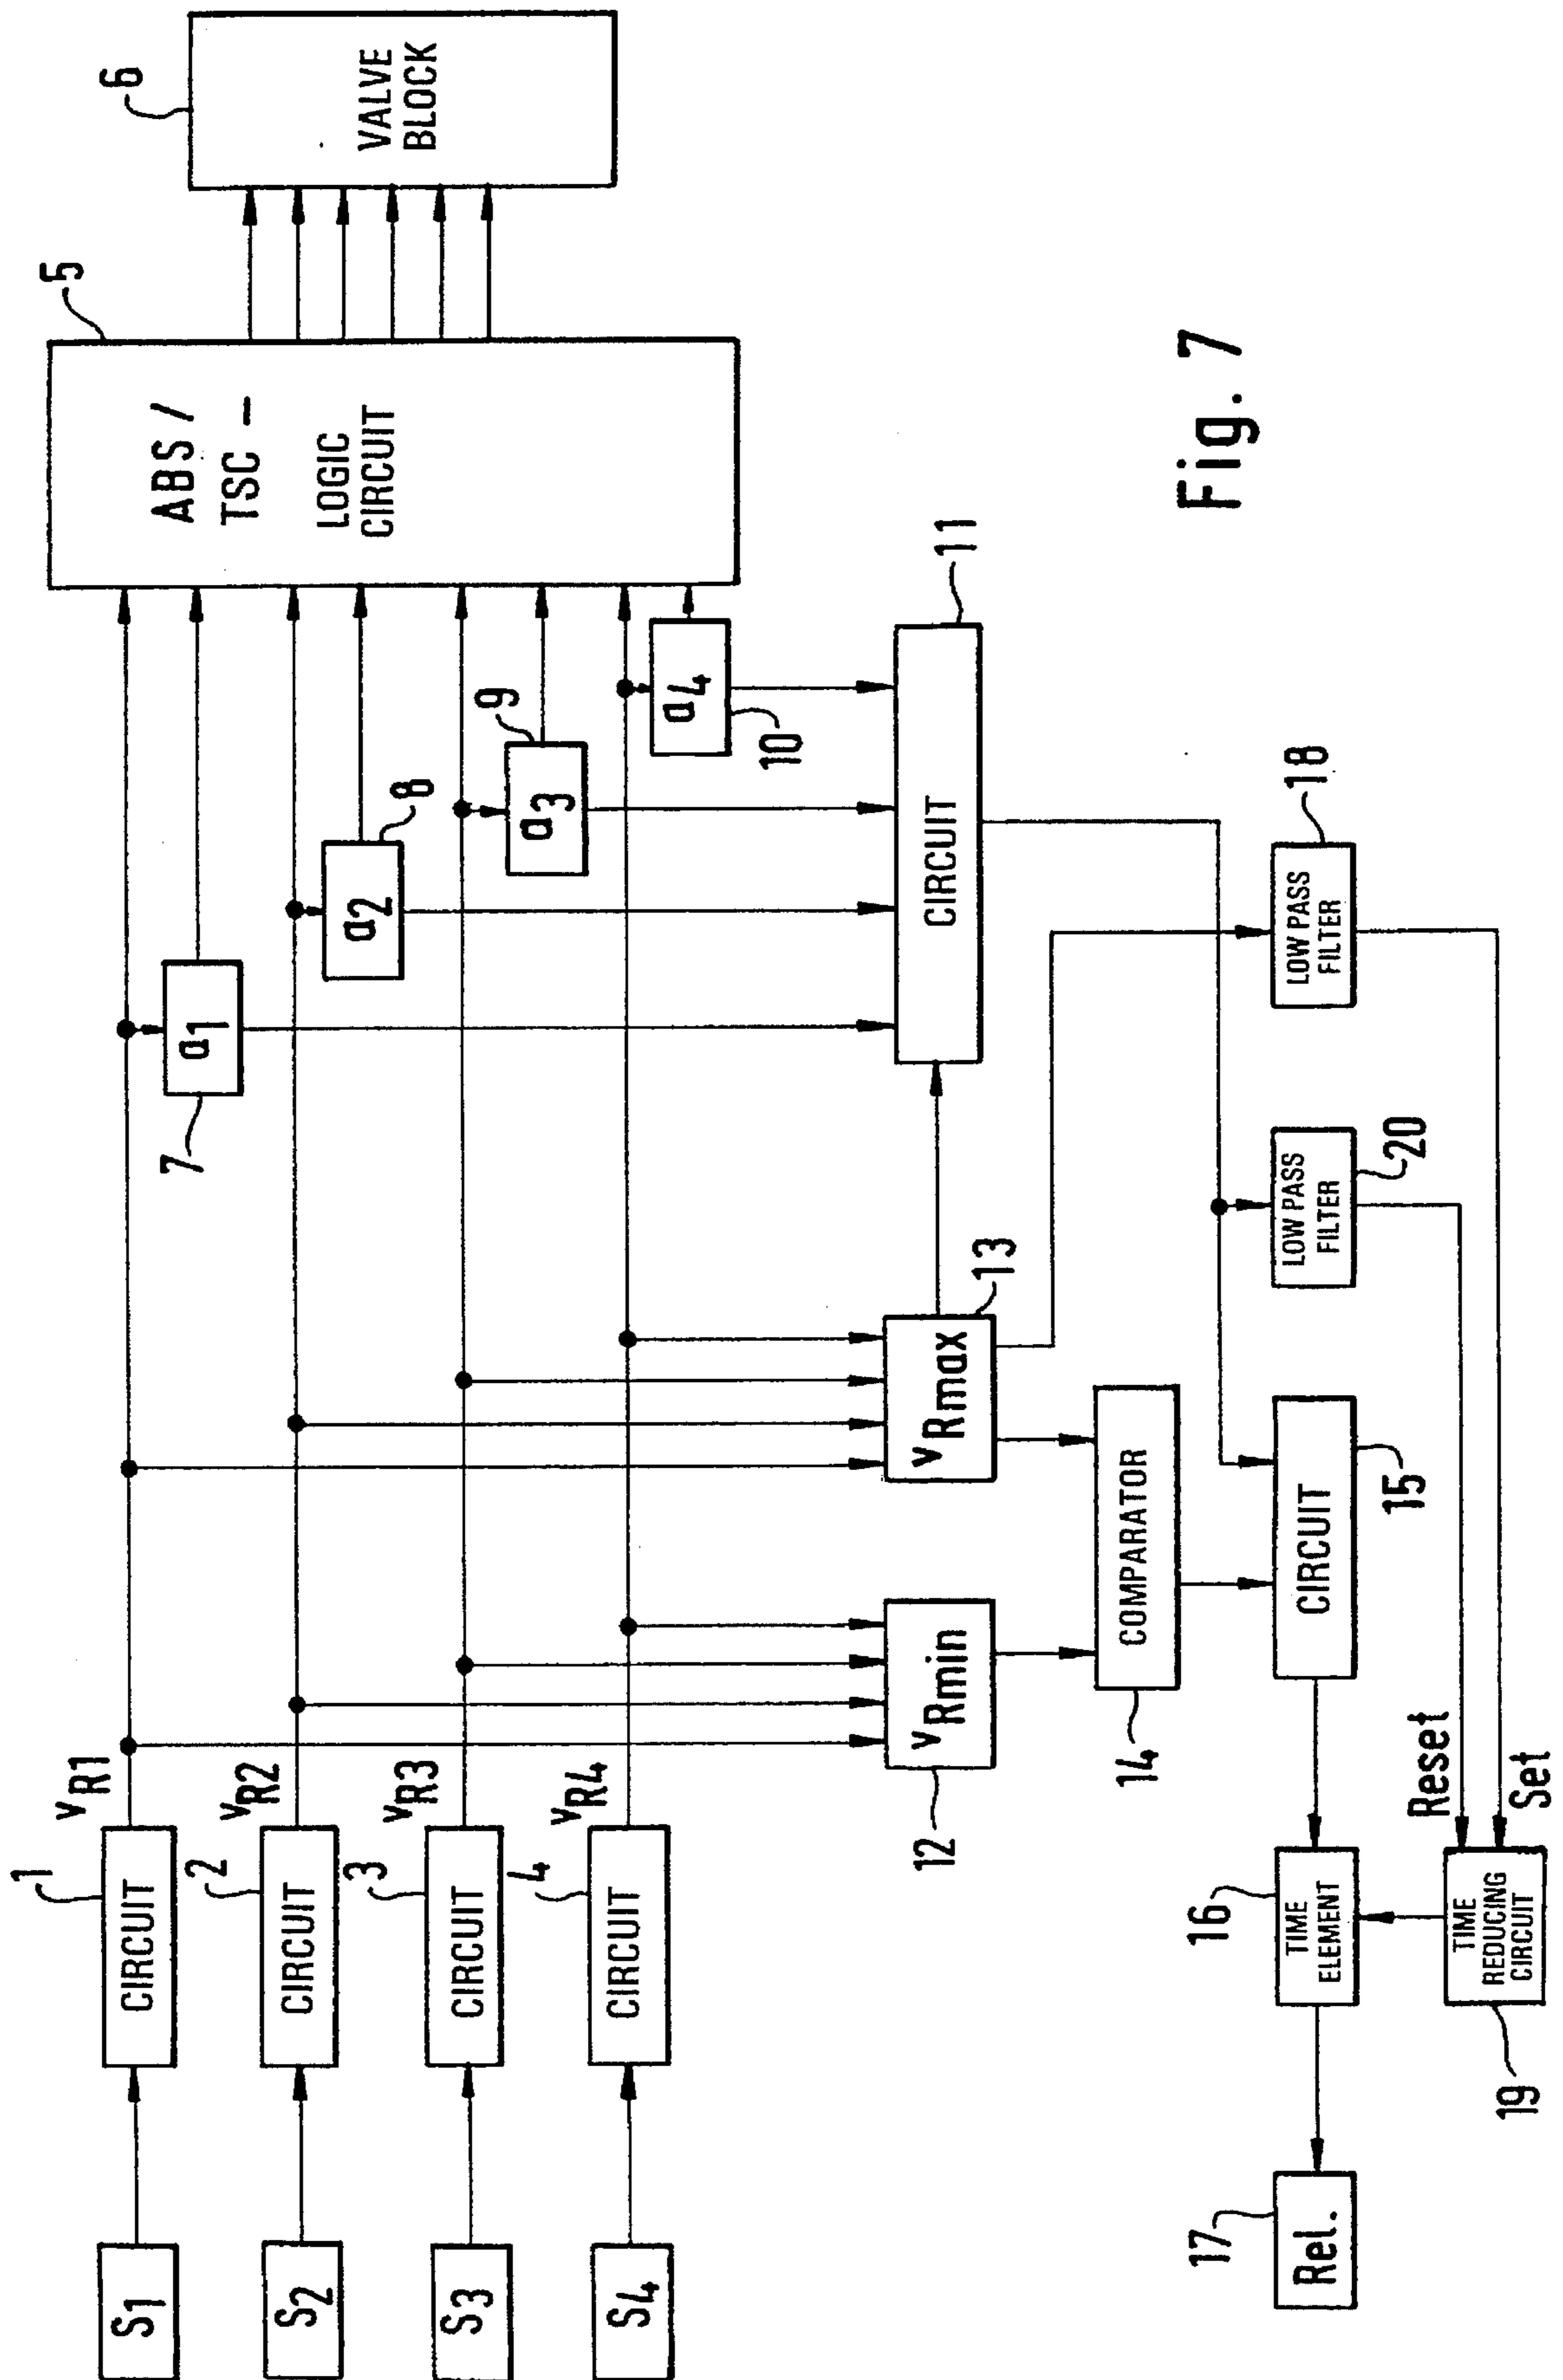 S1
S2
S3
S4
1
CIRCUIT
2
CIRCUIT
3
CIRCUIT
4
CIRCUIT
vR1
vR2
vR3
vR4
5
ABS /
TSC –
LOGIC
CIRCUIT
6
VALVE
BLOCK
7
a1
8
a2
9
a3
10
a4
11
CIRCUIT
12
vRmin
13
vRmax
14
COMPARATOR
15
CIRCUIT
16
TIME
ELEMENT
17
Rel.
18
LOW PASS
FILTER
20
LOW PASS
FILTER
Reset
Set
19
TIME
REDUCING
CIRCUIT
Fig. 7